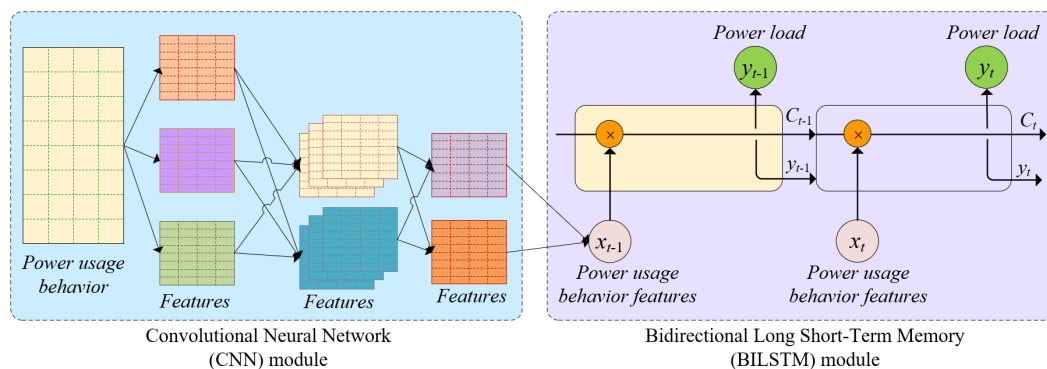 Power usage
behavior
Features
Features
Features
Convolutional Neural Network
(CNN) module
Power load
Power load
y_{t-1}
y_t
C_{t-1}
C_t
×
×
y_{t-1}
y_t
x_{t-1}
x_t
Power usage
behavior features
Power usage
behavior features
Bidirectional Long Short-Term Memory
(BILSTM) module